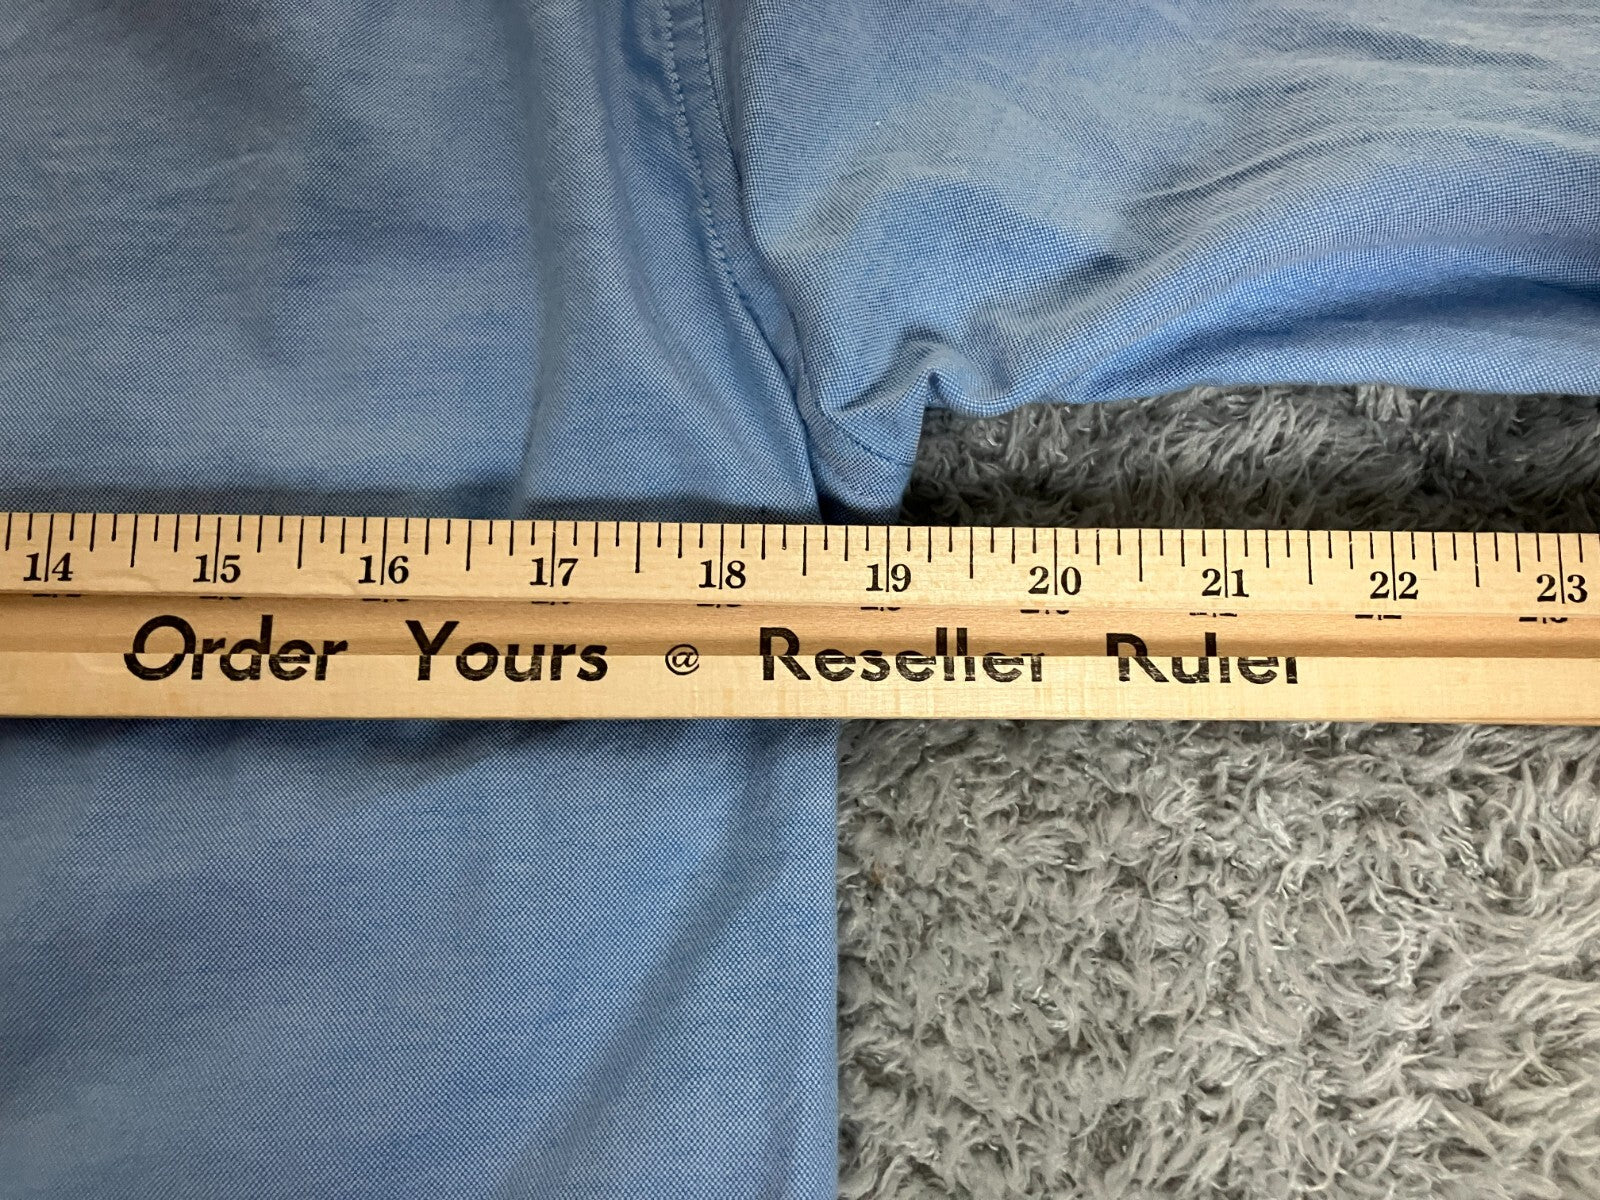 14 15 16 17 18 19 20 21 22 23
Order Yours @ Reseller Ruler